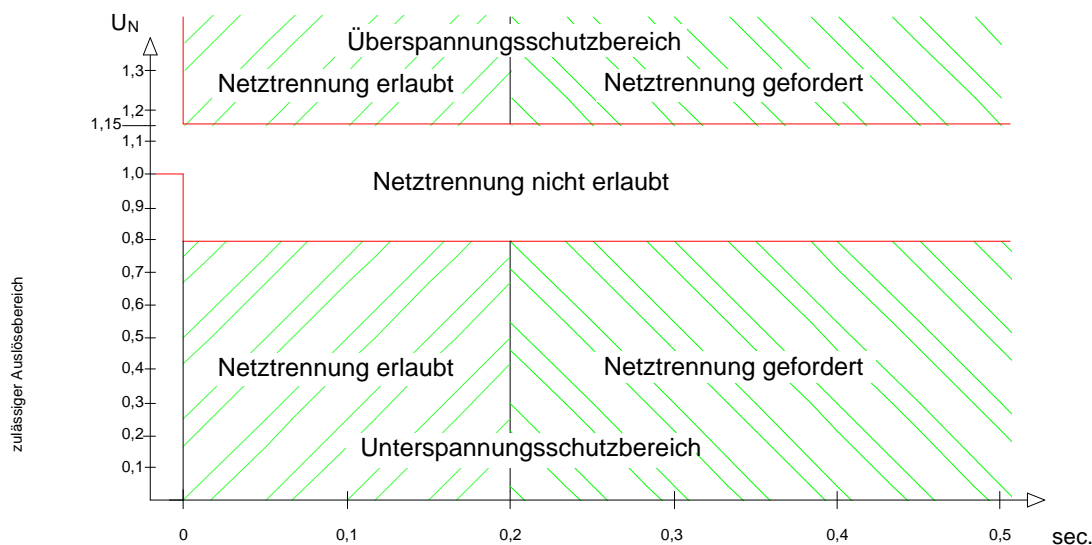 UN
Überspannungsschutzbereich
1,3
Netztrennung erlaubt
Netztrennung gefordert
1,2
1,15
1,1
1,0
Netztrennung nicht erlaubt
0,9
0,8
0,7
0,6
0,5
0,4
Netztrennung erlaubt
Netztrennung gefordert
zulässiger Auslösebereich
0,3
0,2
Unterspannungsschutzbereich
0,1
0
0,1
0,2
0,3
0,4
0,5
sec.